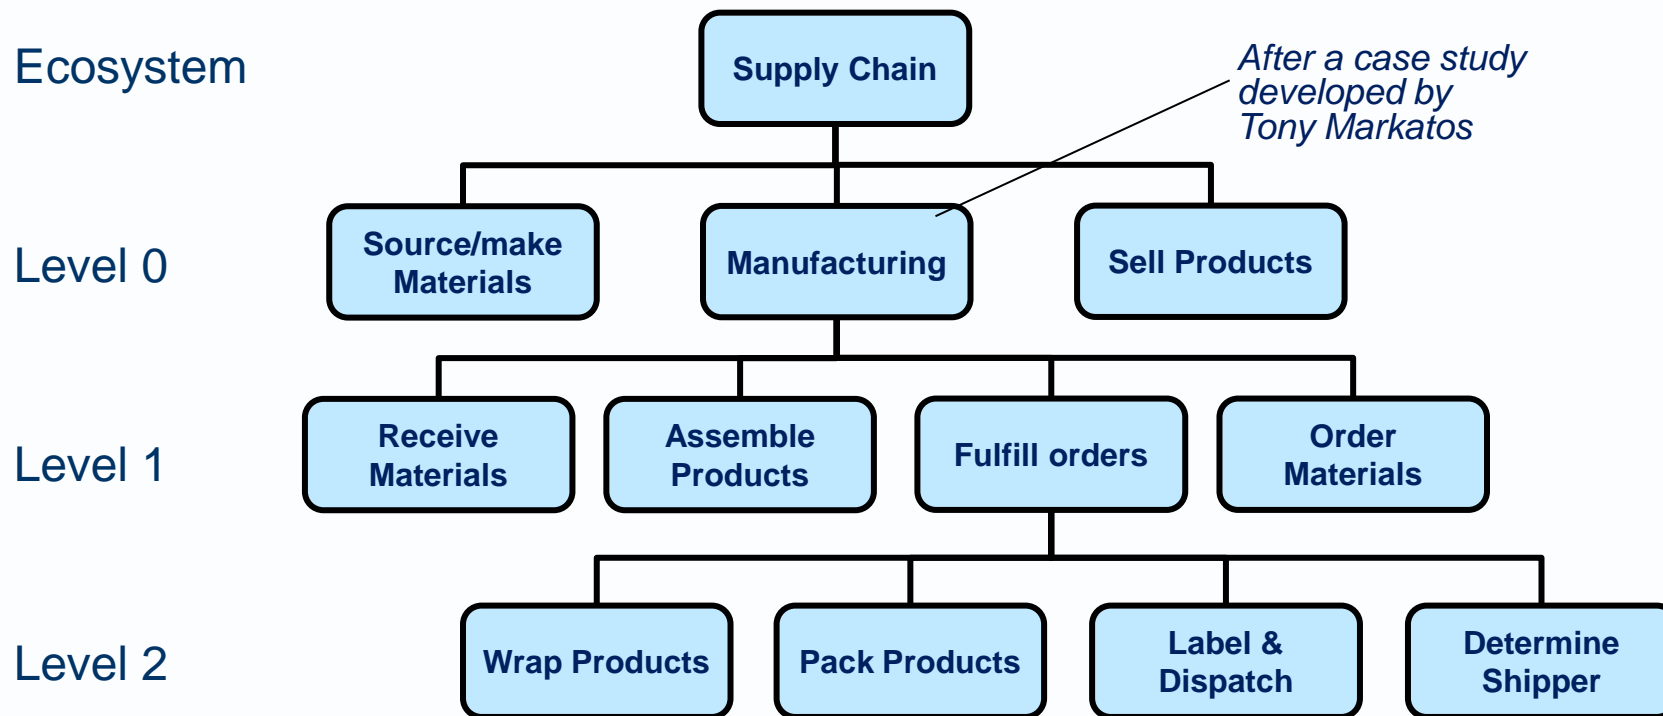 Ecosystem
Supply Chain
After a case study
developed by
Tony Markatos
Level 0
Source/make
Materials
Manufacturing
Sell Products
Level 1
Receive
Materials
Assemble
Products
Fulfill orders
Order
Materials
Level 2
Wrap Products
Pack Products
Label &
Dispatch
Determine
Shipper